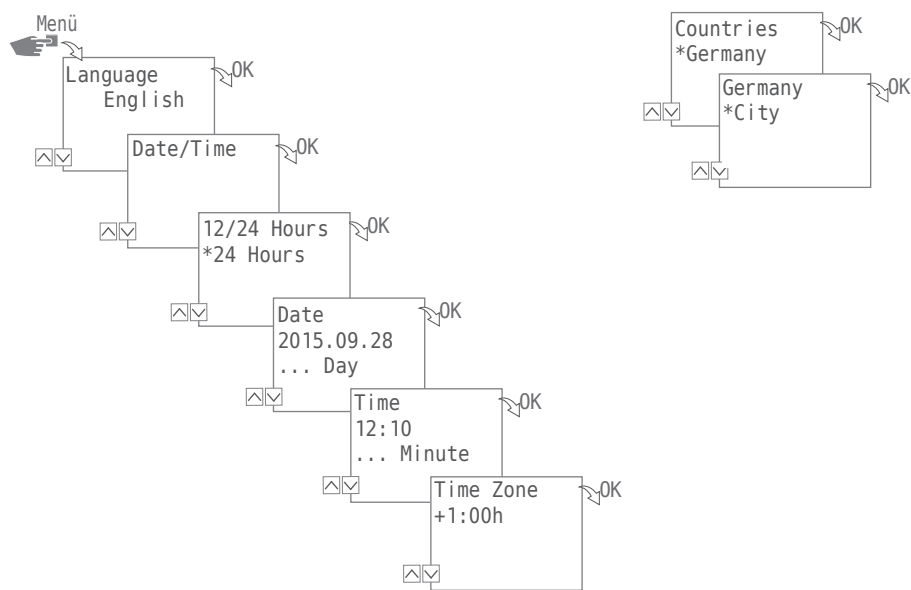 Menü
Language
English
OK
Date/Time
OK
12/24 Hours
*24 Hours
OK
Date
2015.09.28
... Day
OK
Time
12:10
... Minute
OK
Time Zone
+1:00h
OK
Countries
*Germany
OK
Germany
*City
OK